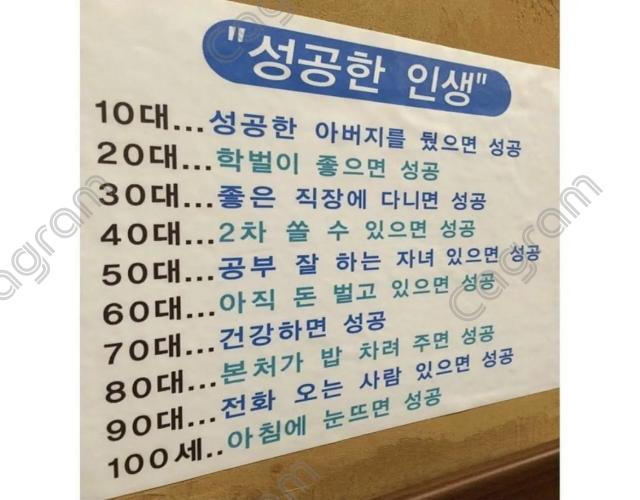 "성공한 인생"
10대...성공한 아버지를 뒀으면 성공
20대...학벌이 좋으면 성공
30대...좋은 직장에 다니면 성공
40대...2차 쏠 수 있으면 성공
50대...공부 잘 하는 자녀 있으면 성공
60대...아직 돈 벌고 있으면 성공
70대...건강하면 성공
80대...본처가 밥 차려 주면 성공
90대...전화 오는 사람 있으면 성공
100세..아침에 눈뜨면 성공
Cagram
Cagram
Cagram
Cagram
Cagram